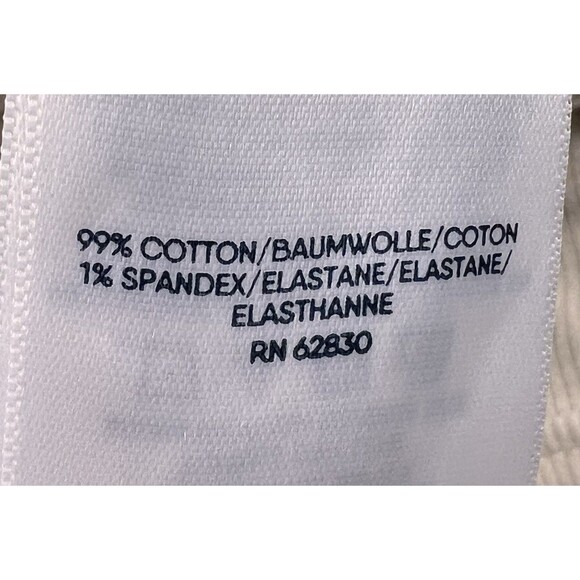 99% COTTON/BAUMWOLLE/COTON
1% SPANDEX/ELASTANE/ELASTANE/
ELASTHANNE
RN 62830